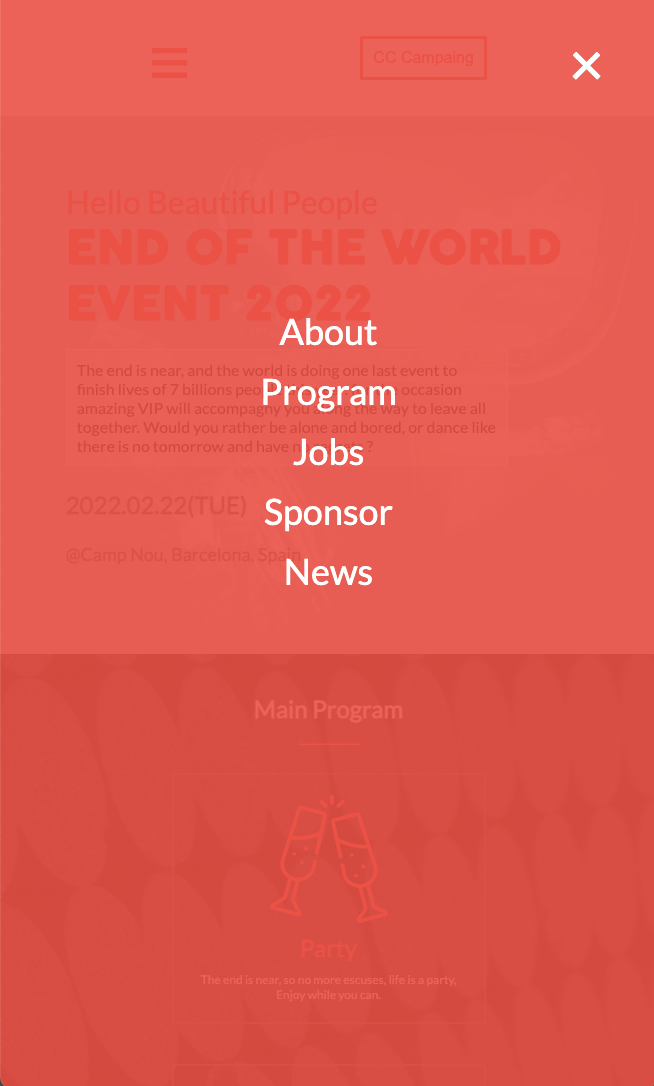 CC Campaing
Hello Beautiful People
END OF THE WORLD
EVENT 2022
About
Program
Jobs
Sponsor
News
The end is near, and the world is doing one last event to
finish lives of 7 billions occasion
amazing VIP will accompagny you along the way to leave all
together. Would you rather be alone and bored, or dance like
there is no tomorrow and have ?
2022.02.22(TUE)
@Camp Nou, Barcelona, Spain
Main Program
Party
The end is near, so no more escuses, life is a party,
Enjoy while you can.